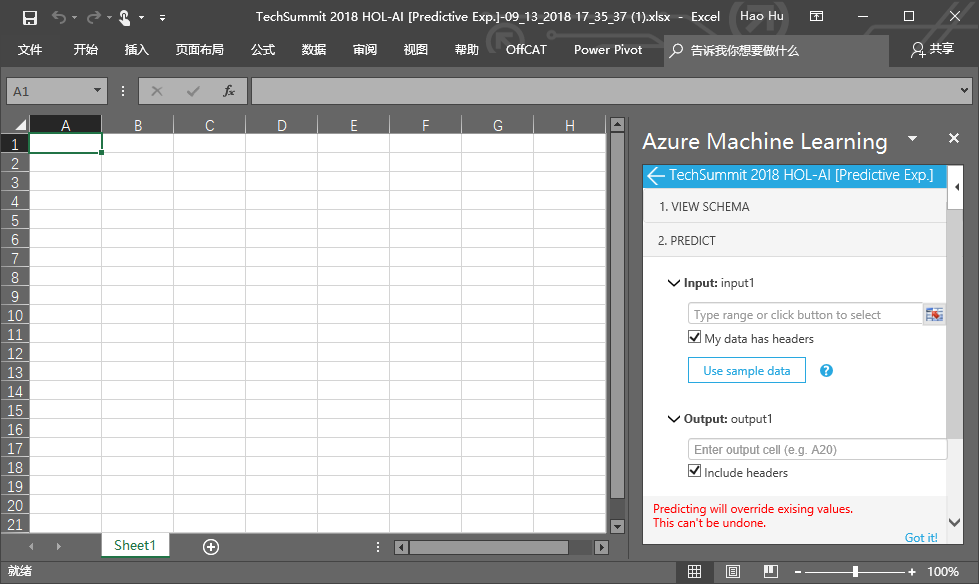 TechSummit 2018 HOL-AI [Predictive Exp.]-09_13_2018 17_35_37 (1).xlsx - Excel Hao Hu
文件 开始 插入 页面布局 公式 数据 审阅 视图 帮助 OffCAT Power Pivot 告诉我你想要做什么 共享
A1 fx
A B C D E F G H
1
2
3
4
5
6
7
8
9
10
11
12
13
14
15
16
17
18
19
20
21
Azure Machine Learning
TechSummit 2018 HOL-AI [Predictive Exp.]
1. VIEW SCHEMA
2. PREDICT
Input: input1
Type range or click button to select
My data has headers
Use sample data ?
Output: output1
Enter output cell (e.g. A20)
Include headers
Predicting will override exising values.
This can't be undone.
Got it!
Sheet1
就绪 100%